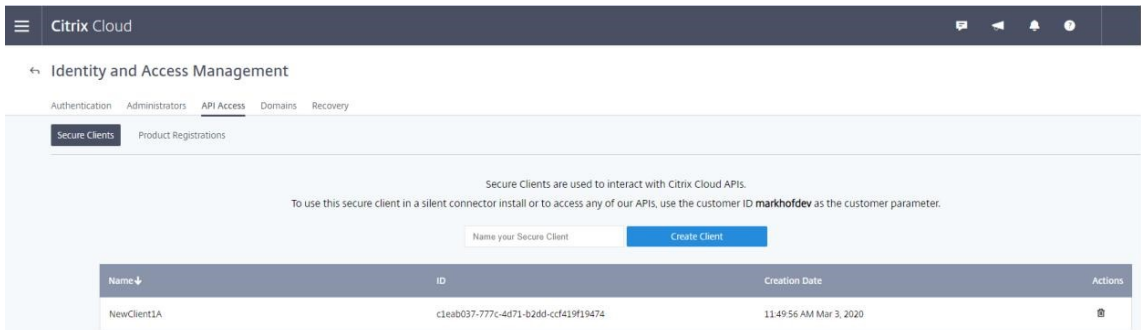 Citrix Cloud
Identity and Access Management
Authentication Administrators API Access Domains Recovery
Secure Clients Product Registrations
Secure Clients are used to interact with Citrix Cloud APIs.
To use this secure client in a silent connector install or to access any of our APIs, use the customer ID markhofdev as the customer parameter.
Name your Secure Client Create Client
Name ID Creation Date Actions
NewClient1A c1eab037-777c-4d71-b2dd-ccf419f19474 11:49:56 AM Mar 3, 2020